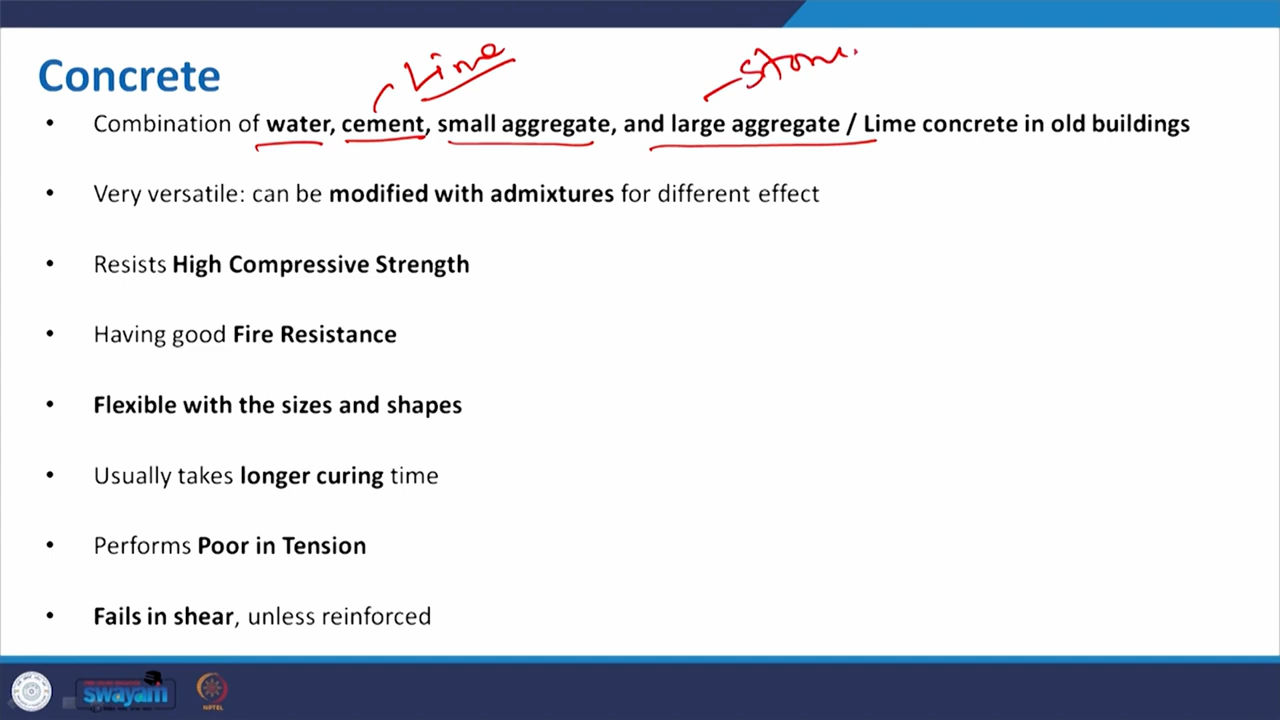 Lime
stone
Concrete
• Combination of water, cement, small aggregate, and large aggregate / Lime concrete in old buildings
• Very versatile: can be modified with admixtures for different effect
• Resists High Compressive Strength
• Having good Fire Resistance
• Flexible with the sizes and shapes
• Usually takes longer curing time
• Performs Poor in Tension
• Fails in shear, unless reinforced
swayam
NPTEL